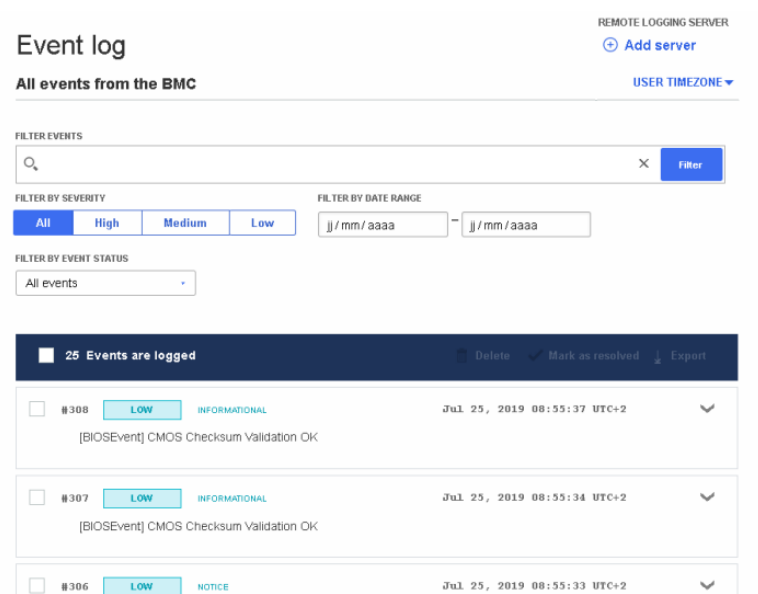 REMOTE LOGGING SERVER
Event log
Add server
All events from the BMC
USER TIMEZONE
FILTER EVENTS
Filter
FILTER BY SEVERITY
FILTER BY DATE RANGE
All High Medium Low
jj/mm/aaaa – jj/mm/aaaa
FILTER BY EVENT STATUS
All events
25 Events are logged Delete Mark as resolved Export
#308 LOW INFORMATIONAL Jul 25, 2019 08:55:37 UTC+2
[BIOSEvent] CMOS Checksum Validation OK
#307 LOW INFORMATIONAL Jul 25, 2019 08:55:34 UTC+2
[BIOSEvent] CMOS Checksum Validation OK
#306 LOW NOTICE Jul 25, 2019 08:55:33 UTC+2